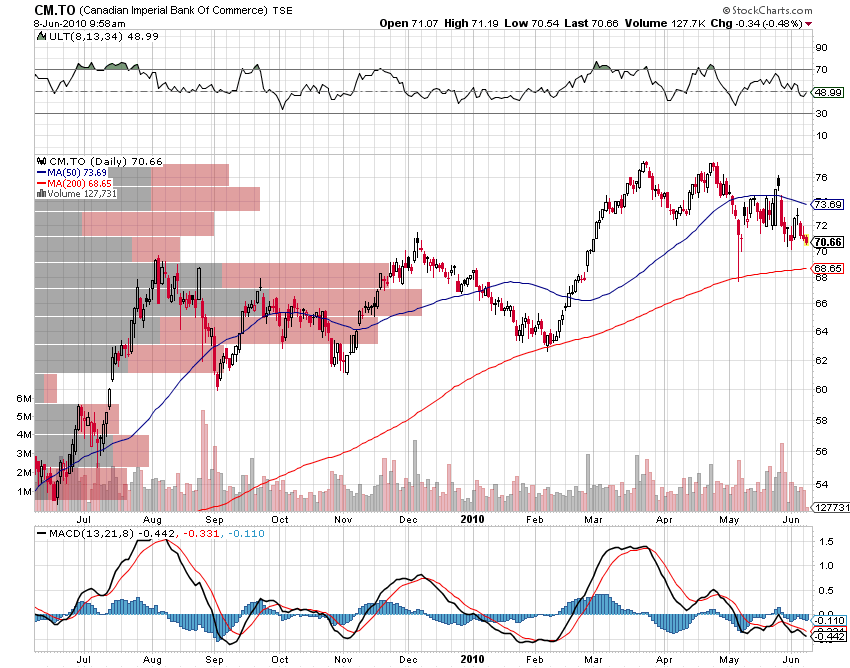 CM.TO (Canadian Imperial Bank Of Commerce) TSE
© StockCharts.com
8-Jun-2010 9:58am
Open 71.07 High 71.19 Low 70.54 Last 70.66 Volume 127.7K Chg -0.34 (-0.48%)
ULT(8,13,34) 48.99
90
70
48.99
30
10
CM.TO (Daily) 70.66
MA(50) 73.69
MA(200) 68.65
Volume 127,731
76
73.69
72
70.66
70
68.65
68
66
64
62
60
58
56
54
127731
6M
5M
4M
3M
2M
1M
Jul Aug Sep Oct Nov Dec 2010 Feb Mar Apr May Jun
MACD(13,21,8) -0.442, -0.331, -0.110
1.5
1.0
0.5
0.0
-0.110
-0.331
-0.442
Jul Aug Sep Oct Nov Dec 2010 Feb Mar Apr May Jun